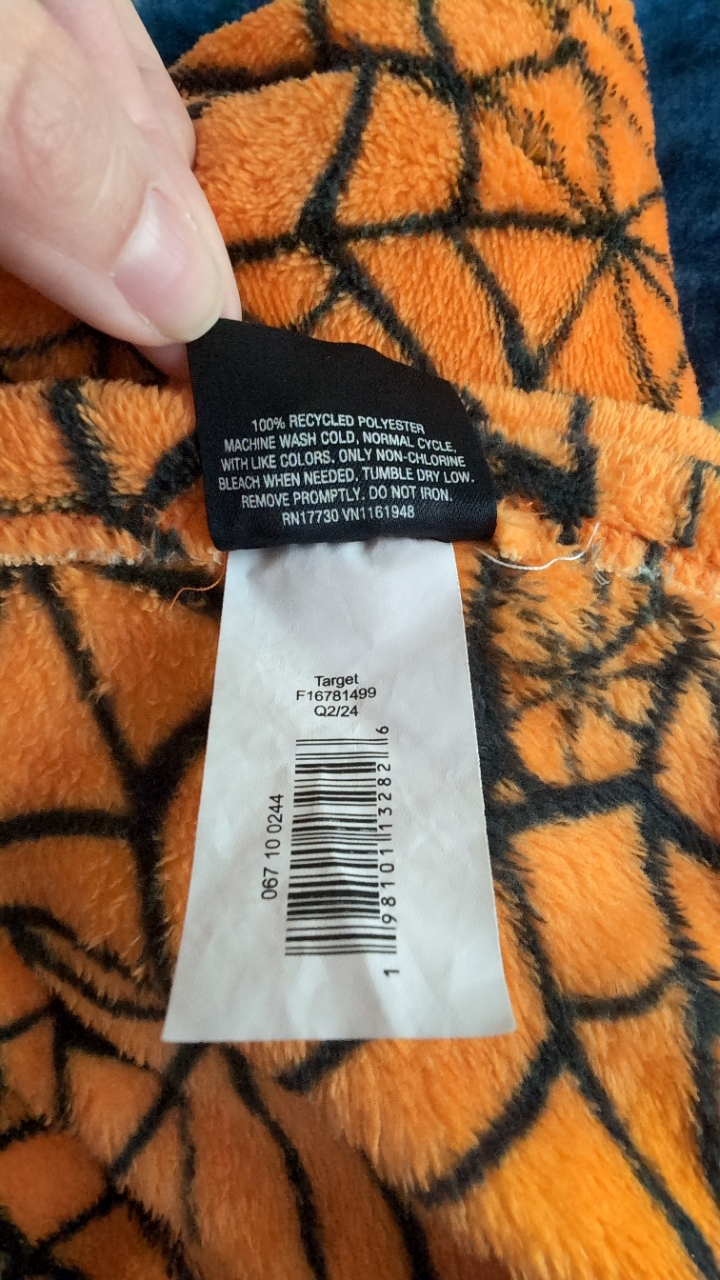 100% RECYCLED POLYESTER
MACHINE WASH COLD, NORMAL CYCLE,
WITH LIKE COLORS. ONLY NON-CHLORINE
BLEACH WHEN NEEDED. TUMBLE DRY LOW.
REMOVE PROMPTLY. DO NOT IRON.
RN17730 VN1161948
Target
F16781499
Q2/24
067 10 0244
1 98101 13282 6